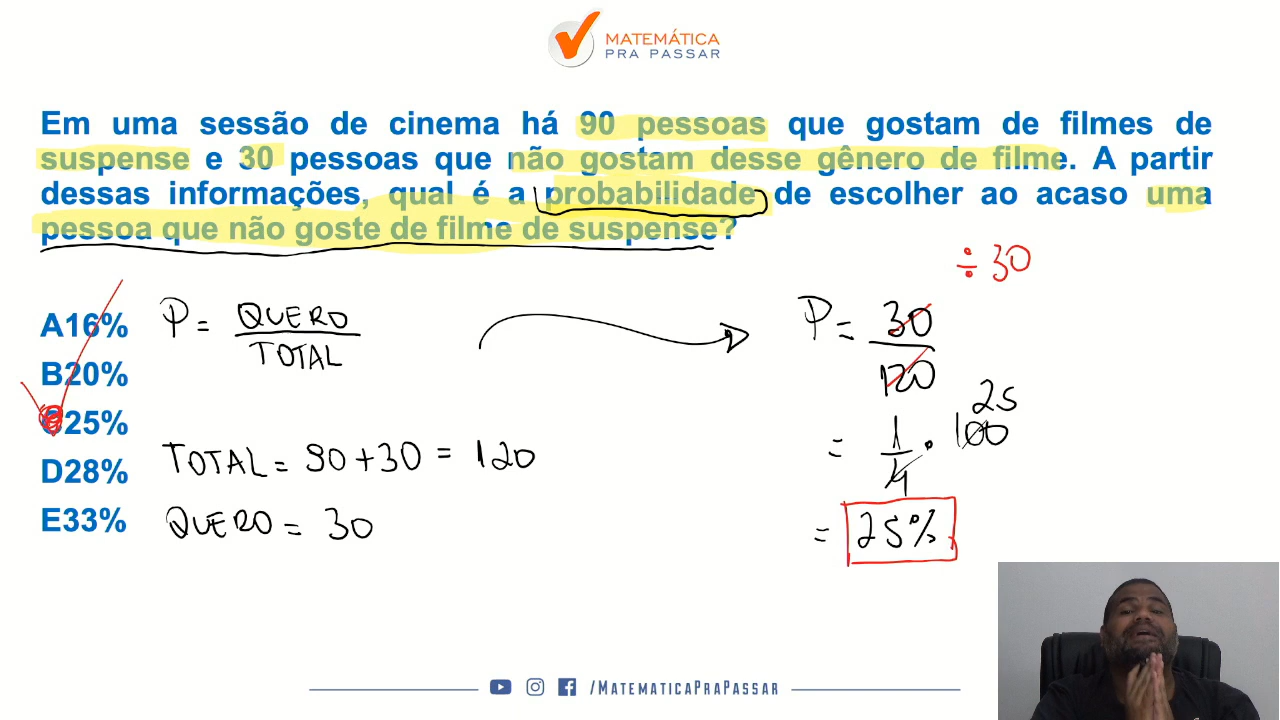 MATEMÁTICA
PRA PASSAR
Em uma sessão de cinema há 90 pessoas que gostam de filmes de
suspense e 30 pessoas que não gostam desse gênero de filme. A partir
dessas informações, qual é a probabilidade de escolher ao acaso uma
pessoa que não goste de filme de suspense?
÷ 30
A16%
B20%
C25%
D28%
E33%
P = QUERO
TOTAL
TOTAL = 90 + 30 = 120
QUERO = 30
P = 30
120
25
= 1/4 . 100
= 25%
/MATEMATICAPRAPASSAR